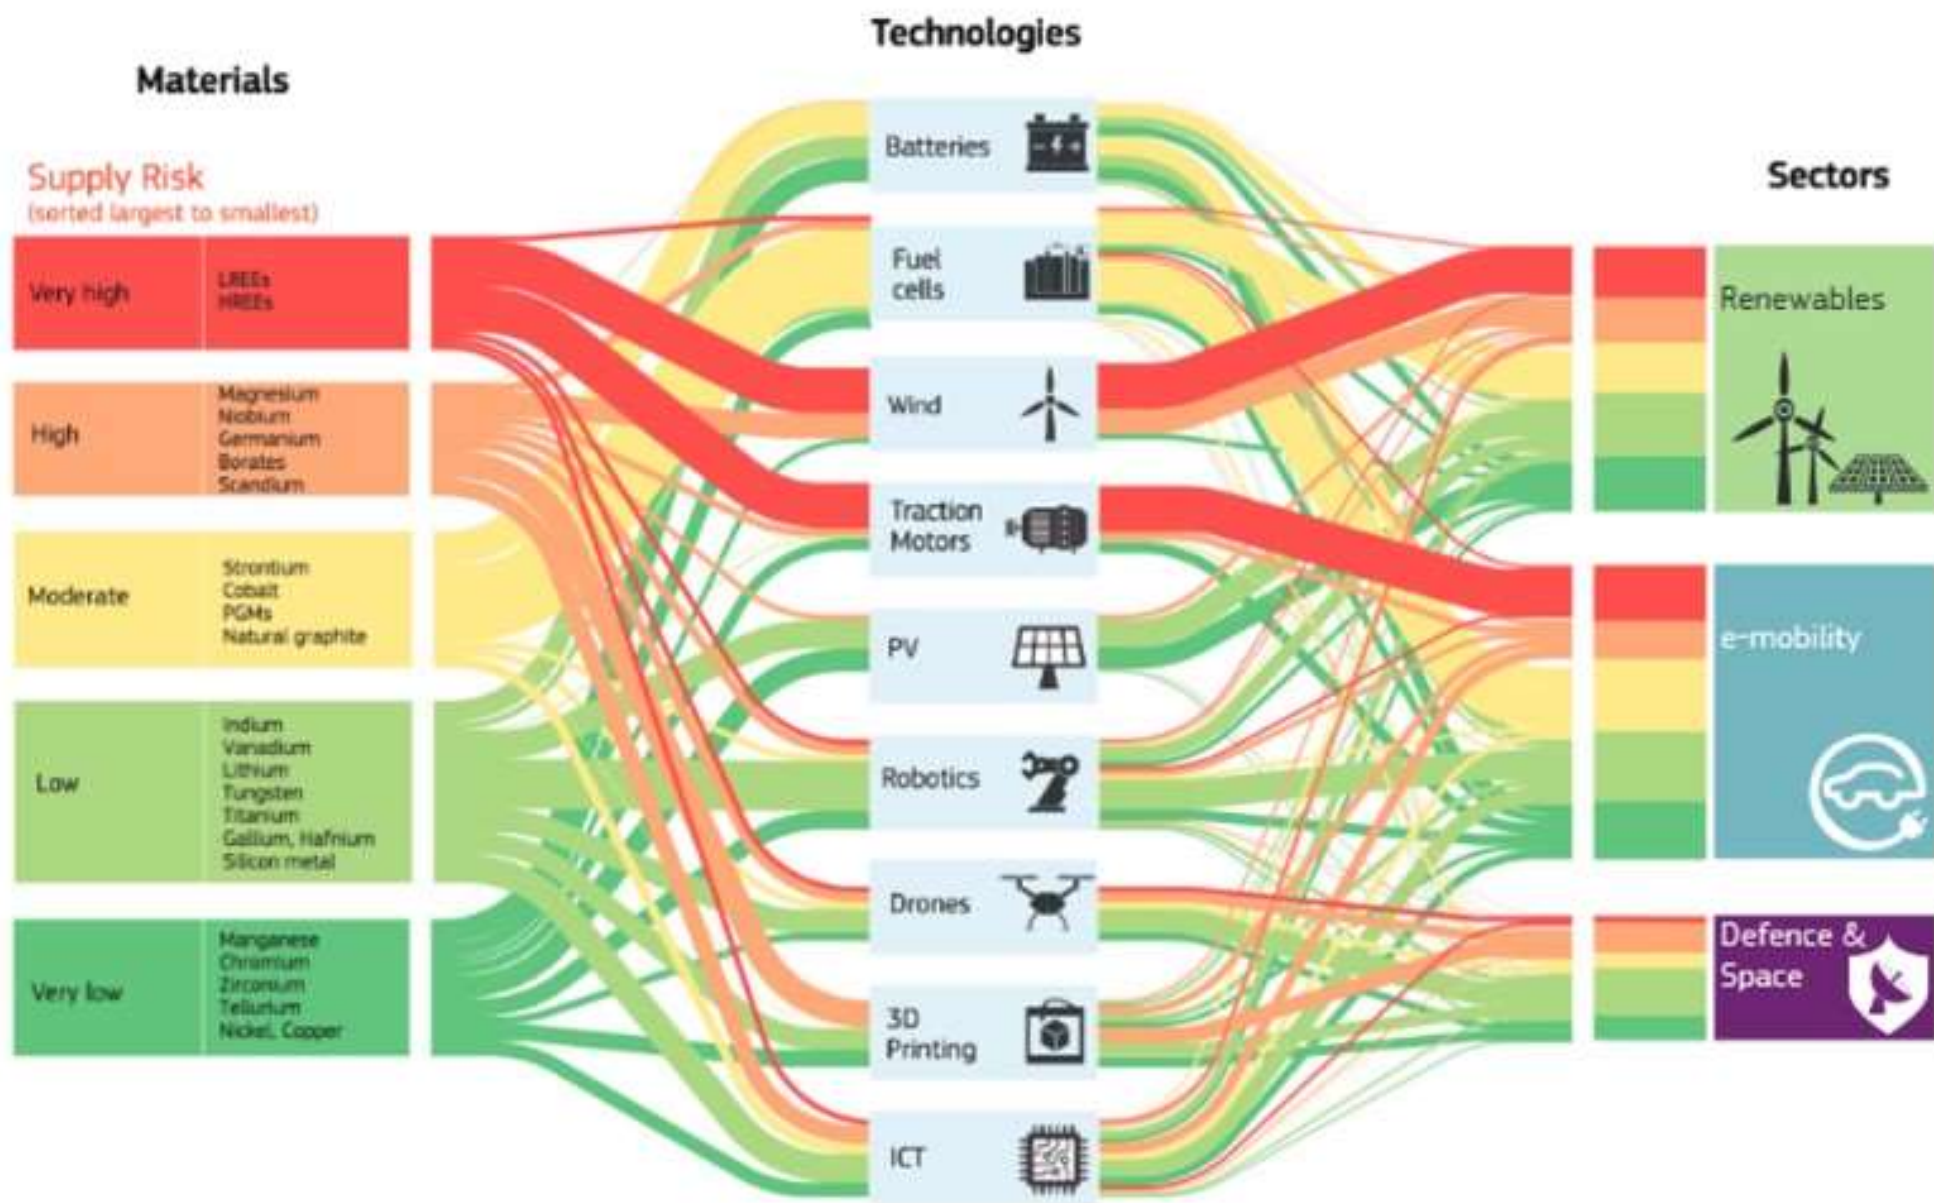 Technologies
Materials
Supply Risk
(sorted largest to smallest)
Sectors
Very high
LREEs
HREEs
High
Magnesium
Niobium
Germanium
Borates
Scandium
Moderate
Strontium
Cobalt
PGMs
Natural graphite
Low
Indium
Vanadium
Lithium
Tungsten
Titanium
Gallium, Hafnium
Silicon metal
Very low
Manganese
Chromium
Zirconium
Tellurium
Nickel, Copper
Batteries
Fuel
cells
Wind
Traction
Motors
PV
Robotics
Drones
3D
Printing
ICT
Renewables
e-mobility
Defence &
Space